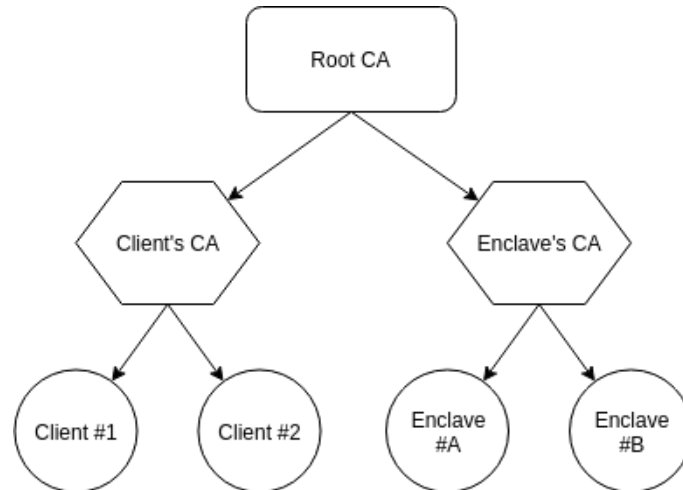 Root CA
Client's CA
Enclave's CA
Client #1
Client #2
Enclave
#A
Enclave
#B